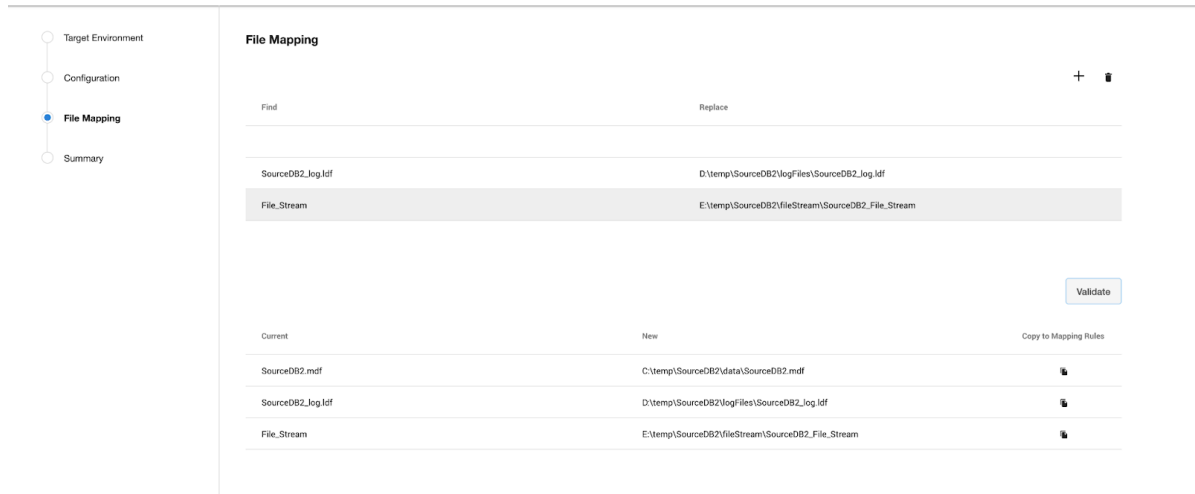 Target Environment
Configuration
File Mapping
Summary
File Mapping
Find Replace
SourceDB2_log.ldf D:\temp\SourceDB2\logFiles\SourceDB2_log.ldf
File_Stream E:\temp\SourceDB2\fileStream\SourceDB2_File_Stream
Validate
Current New Copy to Mapping Rules
SourceDB2.mdf C:\temp\SourceDB2\data\SourceDB2.mdf
SourceDB2_log.ldf D:\temp\SourceDB2\logFiles\SourceDB2_log.ldf
File_Stream E:\temp\SourceDB2\fileStream\SourceDB2_File_Stream